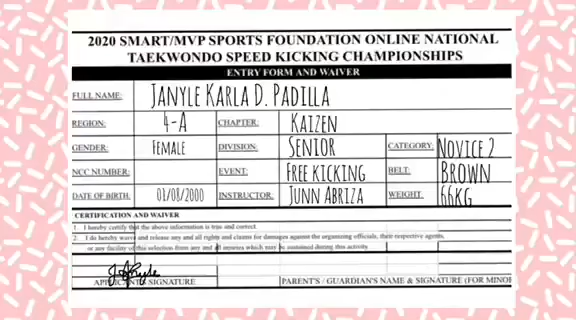 2020 SMART/MVP SPORTS FOUNDATION ONLINE NATIONAL
TAEKWONDO SPEED KICKING CHAMPIONSHIPS
ENTRY FORM AND WAIVER
FULL NAME: JANYLE KARLA D. PADILLA
REGION: 4-A CHAPTER: KAIZEN
GENDER: FEMALE DIVISION: SENIOR CATEGORY: NOVICE 2
NCC NUMBER: EVENT: FREE KICKING BELT: BROWN
DATE OF BIRTH: 01/08/2000 INSTRUCTOR: JUNN ABRIZA WEIGHT: 66KG
CERTIFICATION AND WAIVER
1. I hereby certify that the above information is true and correct.
2. I do hereby waive and release any and all rights and claims for damages against the organizing officials, their respective agents,
or any facility of this selection from any and all injuries which may be sustained during this activity.
APPLICANT'S SIGNATURE PARENT'S / GUARDIAN'S NAME & SIGNATURE (FOR MINOR